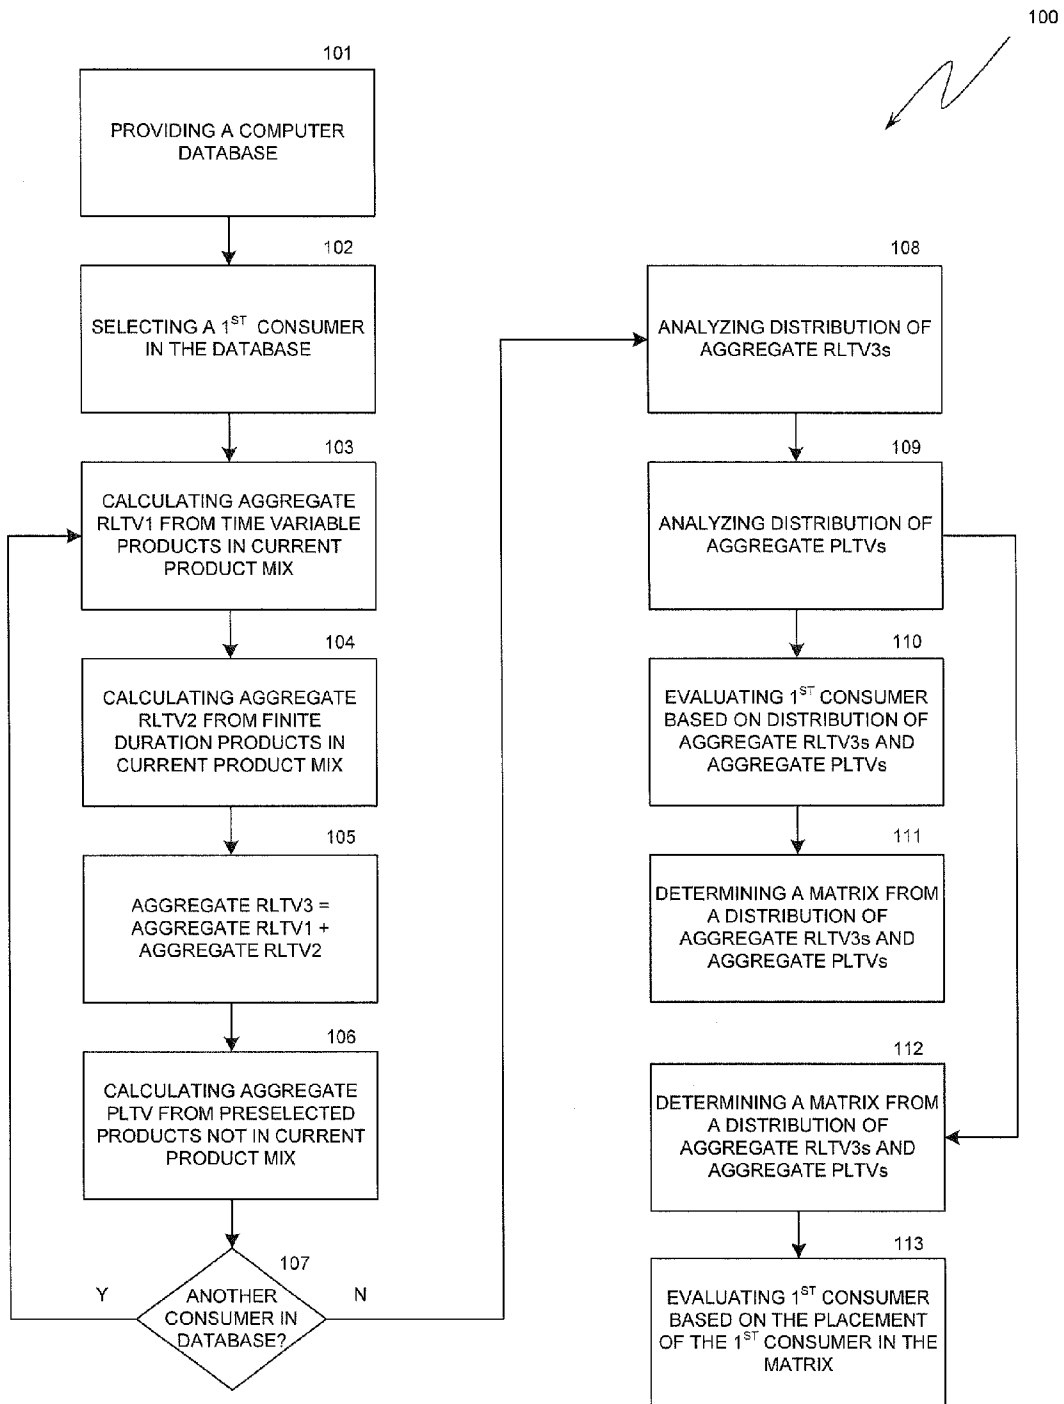 100
101
PROVIDING A COMPUTER
DATABASE
102
SELECTING A 1ST CONSUMER
IN THE DATABASE
103
CALCULATING AGGREGATE
RLTV1 FROM TIME VARIABLE
PRODUCTS IN CURRENT
PRODUCT MIX
104
CALCULATING AGGREGATE
RLTV2 FROM FINITE
DURATION PRODUCTS IN
CURRENT PRODUCT MIX
105
AGGREGATE RLTV3 =
AGGREGATE RLTV1 +
AGGREGATE RLTV2
106
CALCULATING AGGREGATE
PLTV FROM PRESELECTED
PRODUCTS NOT IN CURRENT
PRODUCT MIX
107
Y
N
ANOTHER
CONSUMER IN
DATABASE?
108
ANALYZING DISTRIBUTION OF
AGGREGATE RLTV3s
109
ANALYZING DISTRIBUTION OF
AGGREGATE PLTVs
110
EVALUATING 1ST CONSUMER
BASED ON DISTRIBUTION OF
AGGREGATE RLTV3s AND
AGGREGATE PLTVs
111
DETERMINING A MATRIX FROM
A DISTRIBUTION OF
AGGREGATE RLTV3s AND
AGGREGATE PLTVs
112
DETERMINING A MATRIX FROM
A DISTRIBUTION OF
AGGREGATE RLTV3s AND
AGGREGATE PLTVs
113
EVALUATING 1ST CONSUMER
BASED ON THE PLACEMENT
OF THE 1ST CONSUMER IN THE
MATRIX